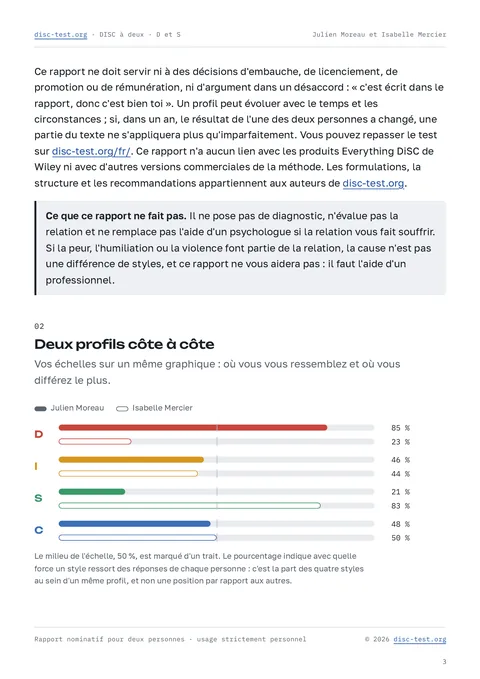 disc-test.org · DISC à deux · D et S
Julien Moreau et Isabelle Mercier
Ce rapport ne doit servir ni à des décisions d'embauche, de licenciement, de
promotion ou de rémunération, ni d'argument dans un désaccord : « c'est écrit dans le
rapport, donc c'est bien toi ». Un profil peut évoluer avec le temps et les
circonstances ; si, dans un an, le résultat de l'une des deux personnes a changé, une
partie du texte ne s'appliquera plus qu'imparfaitement. Vous pouvez repasser le test
sur disc-test.org/fr/. Ce rapport n'a aucun lien avec les produits Everything DiSC de
Wiley ni avec d'autres versions commerciales de la méthode. Les formulations, la
structure et les recommandations appartiennent aux auteurs de disc-test.org.
Ce que ce rapport ne fait pas. Il ne pose pas de diagnostic, n'évalue pas la
relation et ne remplace pas l'aide d'un psychologue si la relation vous fait souffrir.
Si la peur, l'humiliation ou la violence font partie de la relation, la cause n'est pas
une différence de styles, et ce rapport ne vous aidera pas : il faut l'aide d'un
professionnel.
02
Deux profils côte à côte
Vos échelles sur un même graphique : où vous vous ressemblez et où vous
différez le plus.
Julien Moreau
Isabelle Mercier
D
85 %
23 %
I
46 %
44 %
S
21 %
83 %
C
48 %
50 %
Le milieu de l'échelle, 50 %, est marqué d'un trait. Le pourcentage indique avec quelle
force un style ressort des réponses de chaque personne : c'est la part des quatre styles
au sein d'un même profil, et non une position par rapport aux autres.
Rapport nominatif pour deux personnes · usage strictement personnel
© 2026 disc-test.org
3